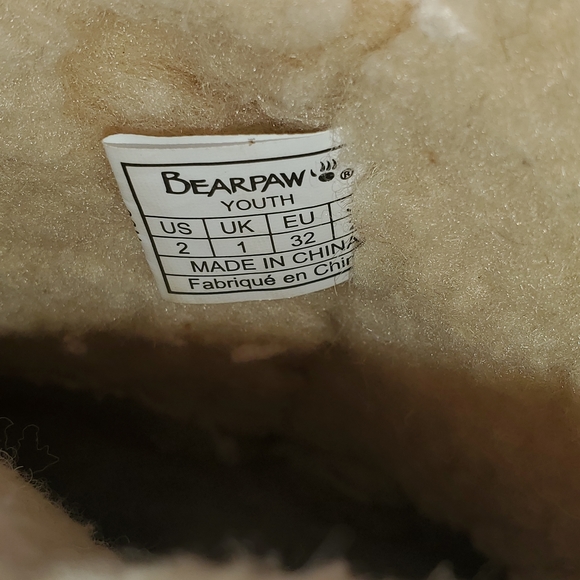 BEARPAW ®
YOUTH
US UK EU
2 1 32
MADE IN CHINA
Fabriqué en Chin